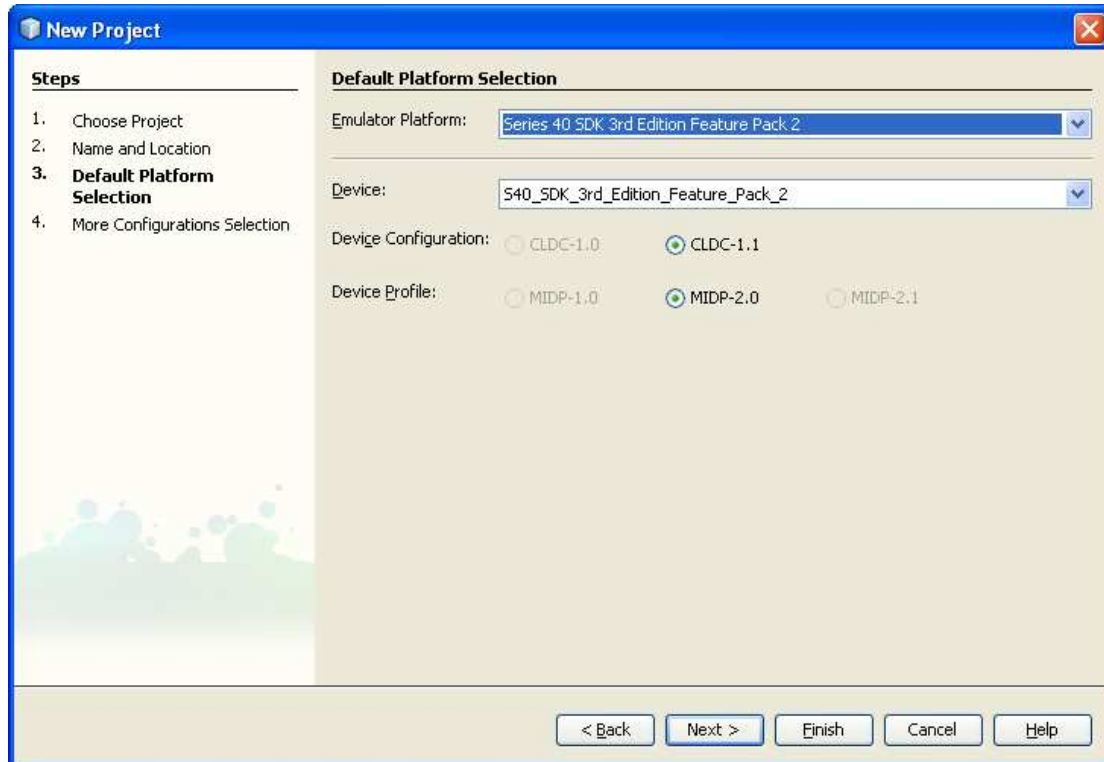 New Project
Steps
1. Choose Project
2. Name and Location
3. Default Platform
Selection
4. More Configurations Selection
Default Platform Selection
Emulator Platform: Series 40 SDK 3rd Edition Feature Pack 2
Device: S40_SDK_3rd_Edition_Feature_Pack_2
Device Configuration: CLDC-1.0 CLDC-1.1
Device Profile: MIDP-1.0 MIDP-2.0 MIDP-2.1
< Back Next > Finish Cancel Help